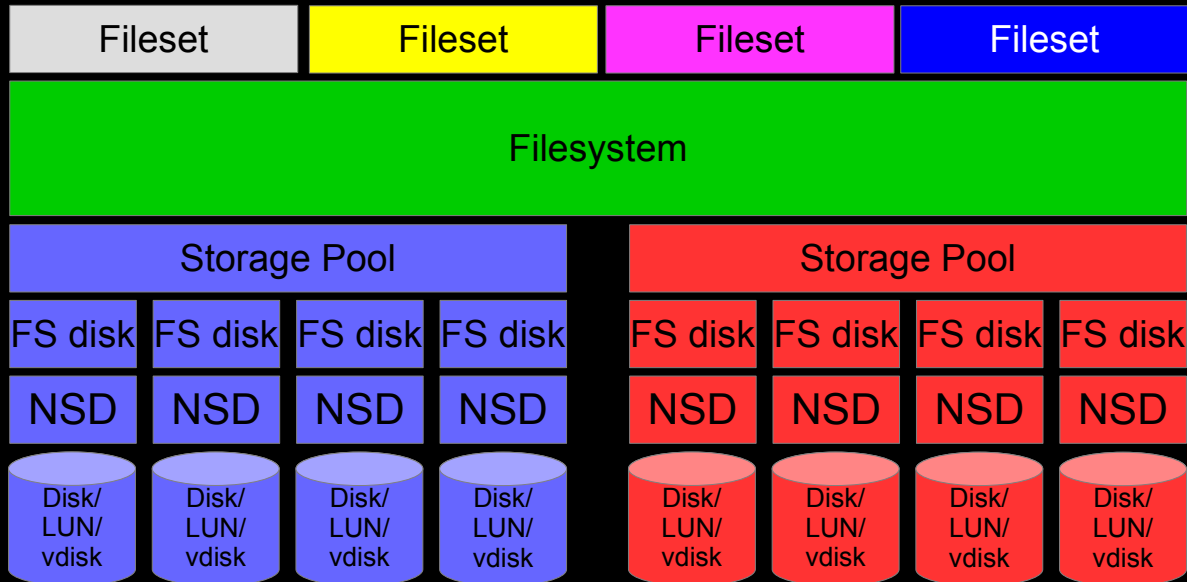 Fileset Fileset Fileset Fileset
Filesystem
Storage Pool Storage Pool
FS disk FS disk FS disk FS disk FS disk FS disk FS disk FS disk
NSD NSD NSD NSD NSD NSD NSD NSD
Disk/ Disk/ Disk/ Disk/ Disk/ Disk/ Disk/ Disk/
LUN/ LUN/ LUN/ LUN/ LUN/ LUN/ LUN/ LUN/
vdisk vdisk vdisk vdisk vdisk vdisk vdisk vdisk